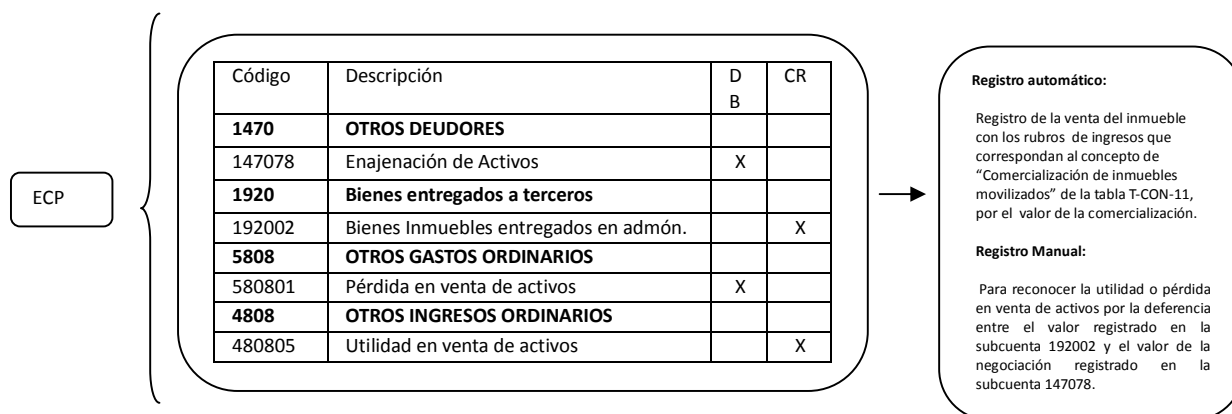 ECP
Código Descripción D B CR
1470 OTROS DEUDORES
147078 Enajenación de Activos X
1920 Bienes entregados a terceros
192002 Bienes Inmuebles entregados en admón. X
5808 OTROS GASTOS ORDINARIOS
580801 Pérdida en venta de activos X
4808 OTROS INGRESOS ORDINARIOS
480805 Utilidad en venta de activos X
Registro automático:
Registro de la venta del inmueble
con los rubros de ingresos que
correspondan al concepto de
“Comercialización de inmuebles
movilizados” de la tabla T-CON-11,
por el valor de la comercialización.
Registro Manual:
Para reconocer la utilidad o pérdida
en venta de activos por la deferencia
entre el valor registrado en la
subcuenta 192002 y el valor de la
negociación registrado en la
subcuenta 147078.